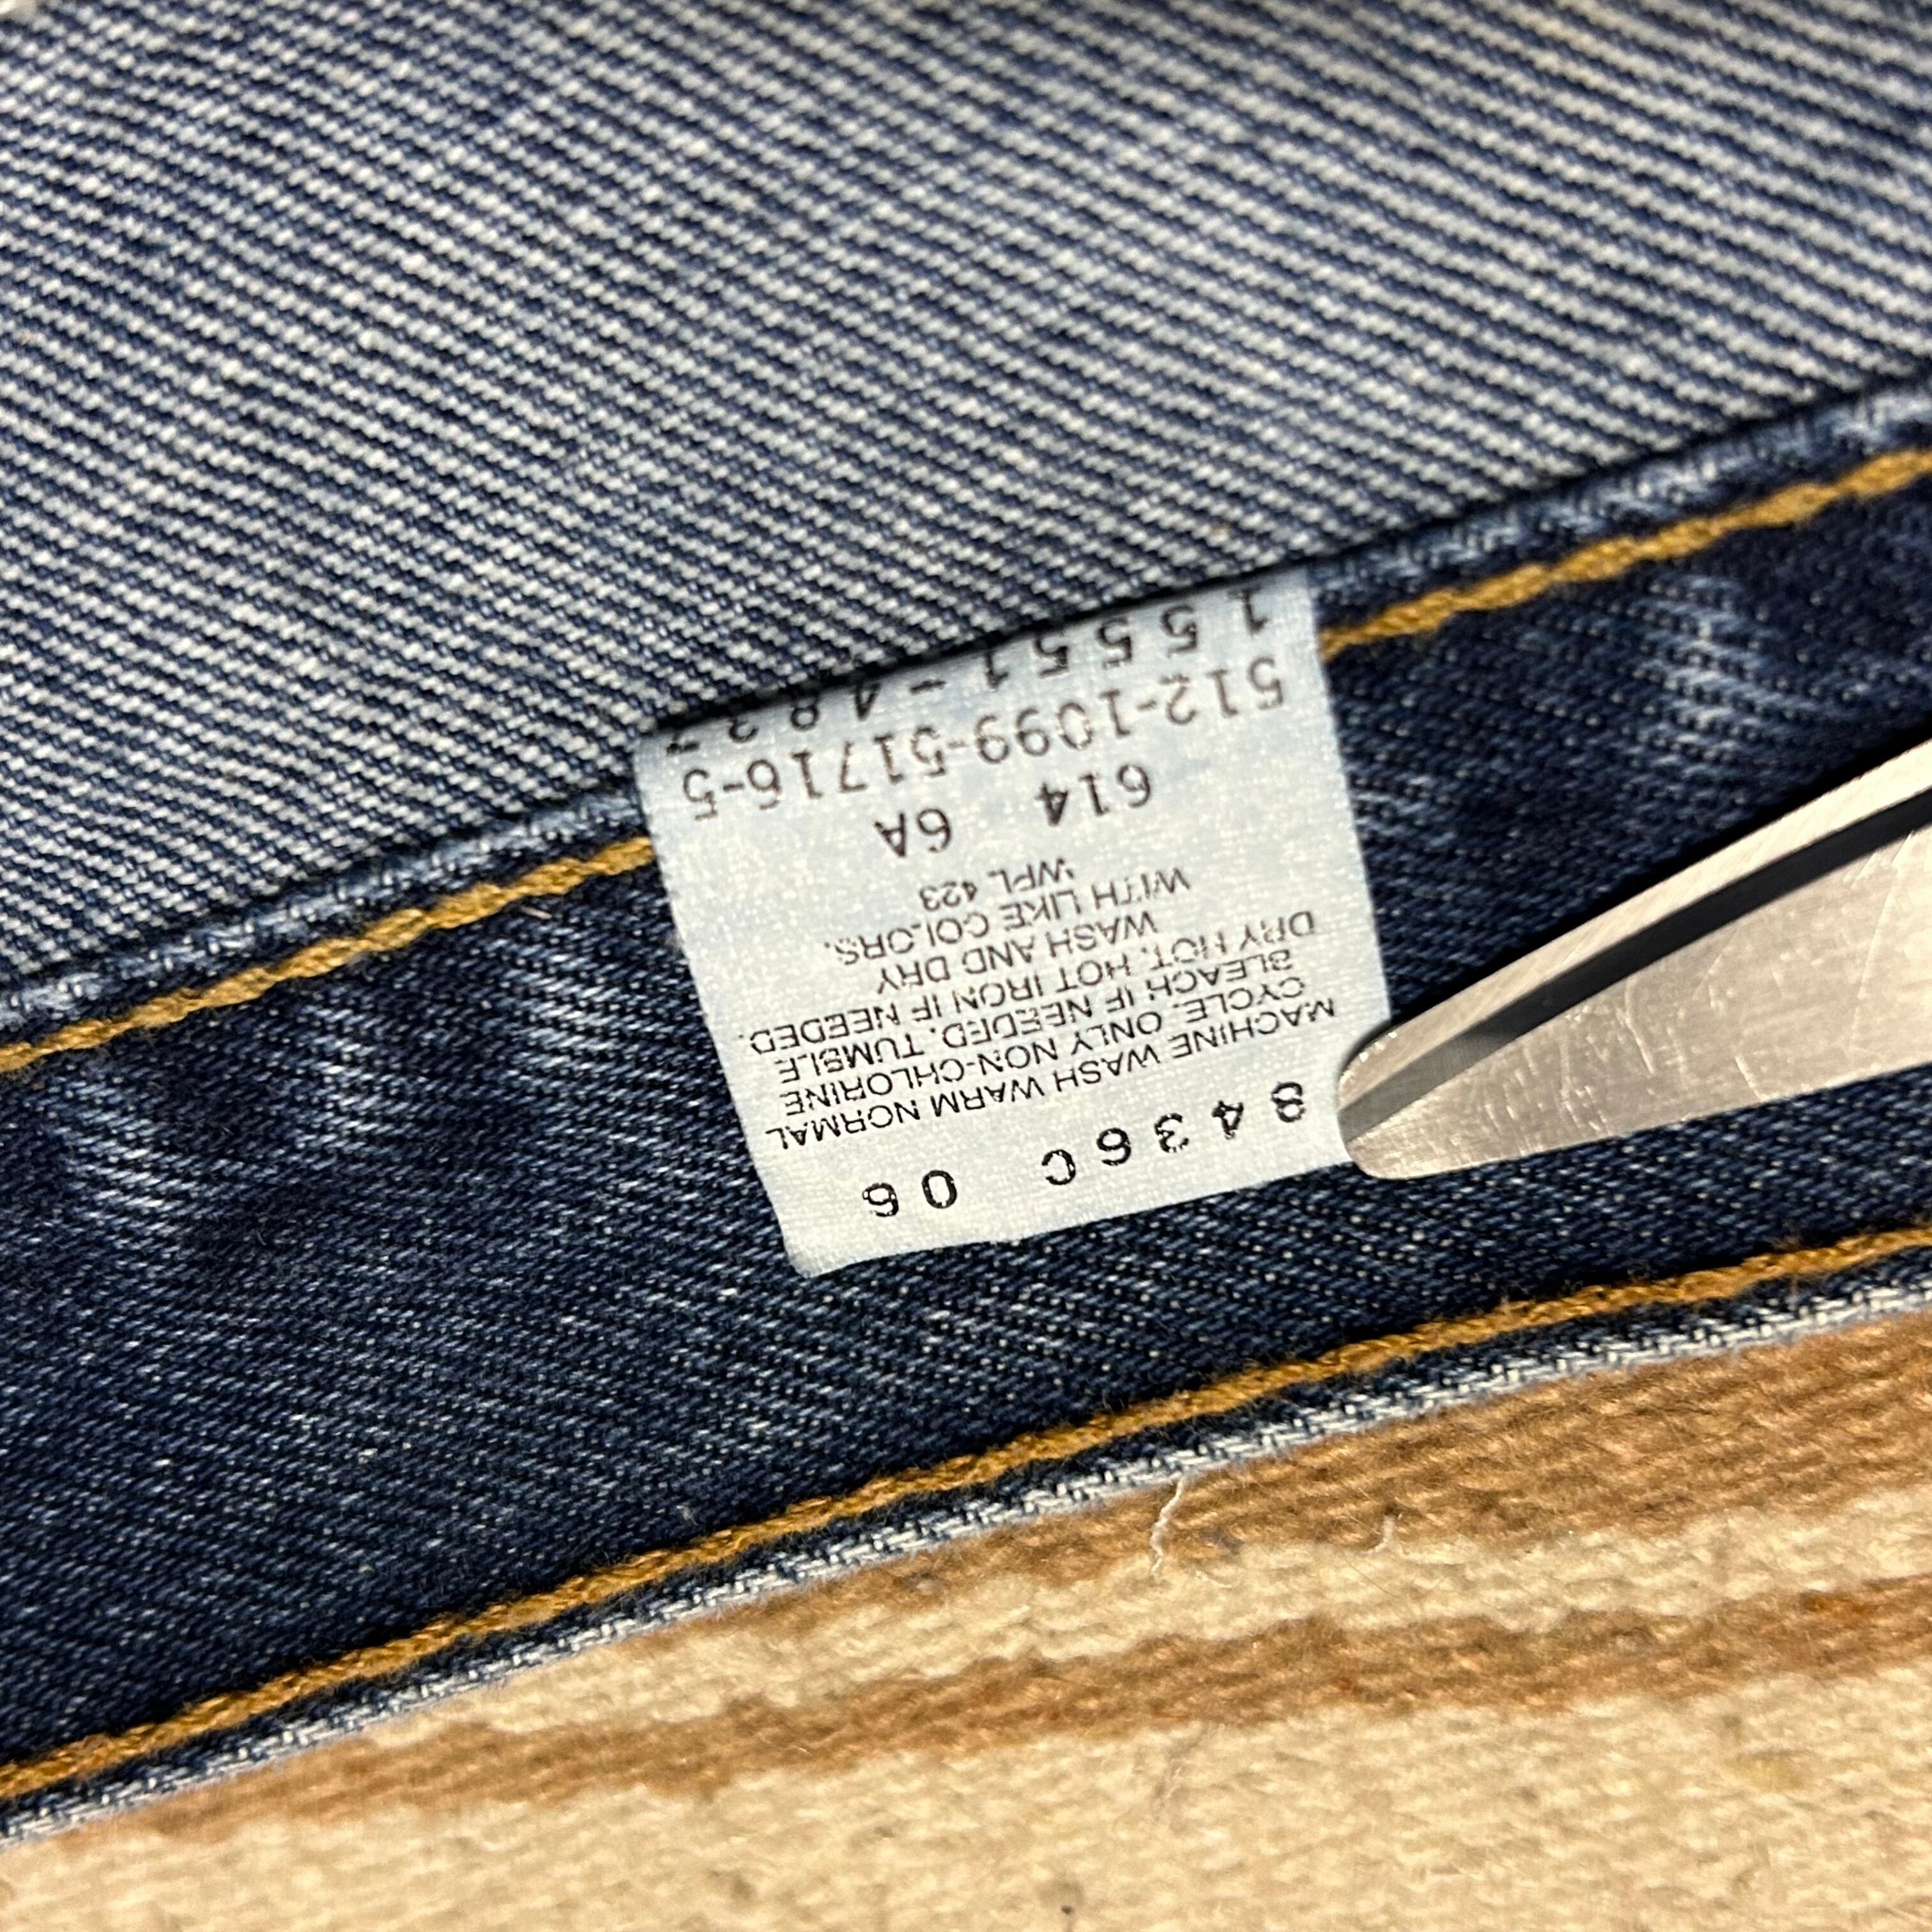 8436C 06
MACHINE WASH WARM NORMAL
CYCLE. ONLY NON-CHLORINE
BLEACH IF NEEDED. TUMBLE
DRY HOT. HOT IRON IF NEEDED.
WASH AND DRY
WITH LIKE COLORS.
WPL 423
614 6A
512-1099-51716-5